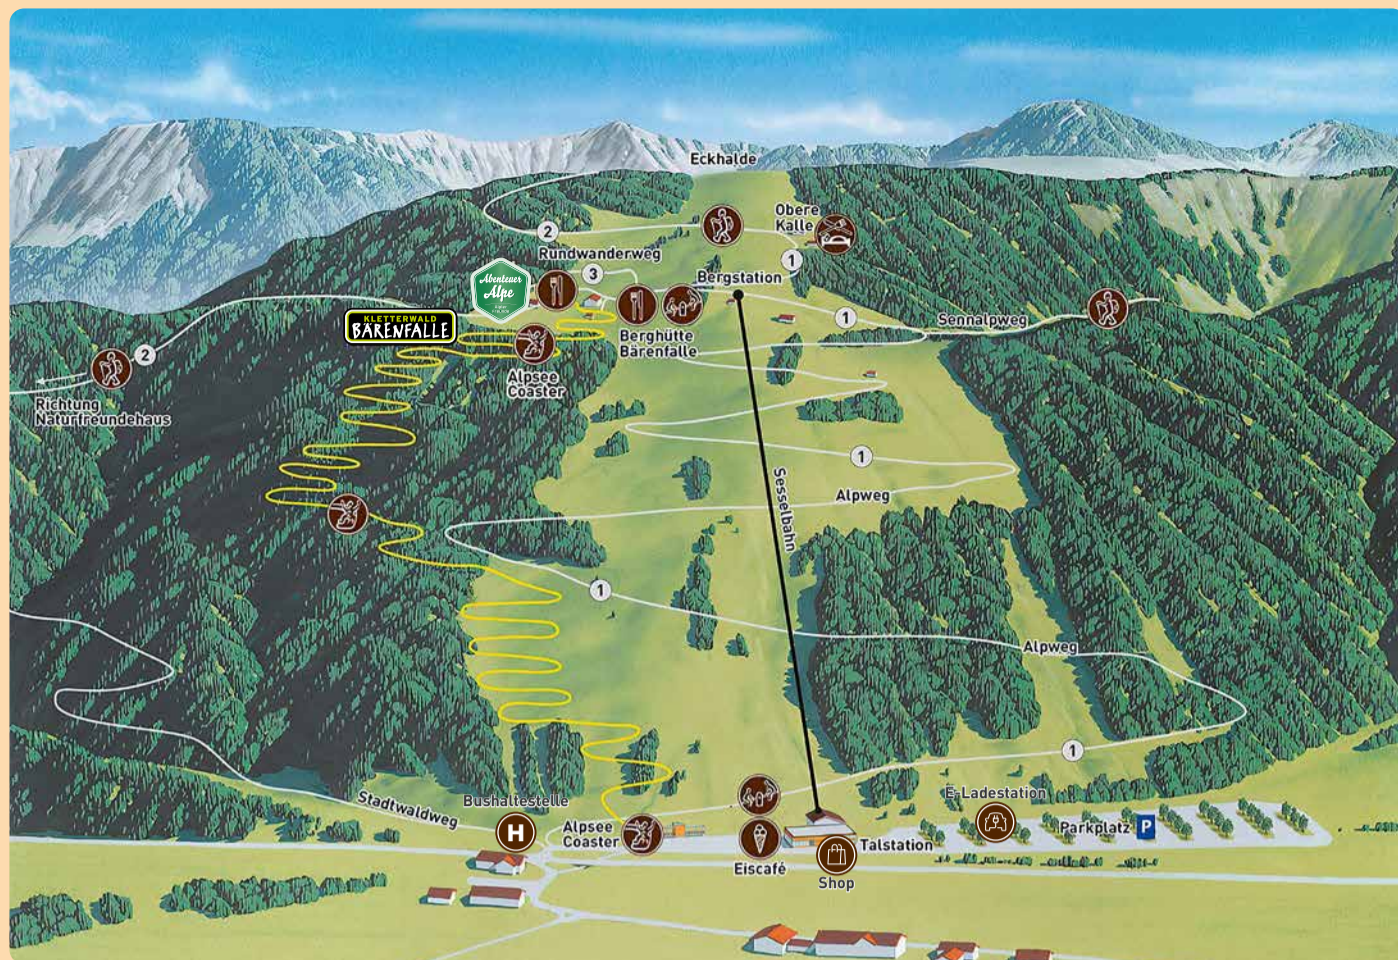 Eckhalde
Obere
Kalle
2
Rundwanderweg
1
3
Bergstation
Abenteuer
Alpe
KLETTERWALD
BÄRENFALLE
1
Sennalpweg
Berghütte
Bärenfalle
2
Alpsee
Coaster
Richtung
Naturfreundehaus
1
Sesselbahn
Alpweg
1
Alpweg
1
Stadtwaldweg
Bushaltestelle
H
Alpsee
Coaster
Eiscafé
Talstation
Shop
E-Ladestation
Parkplatz P